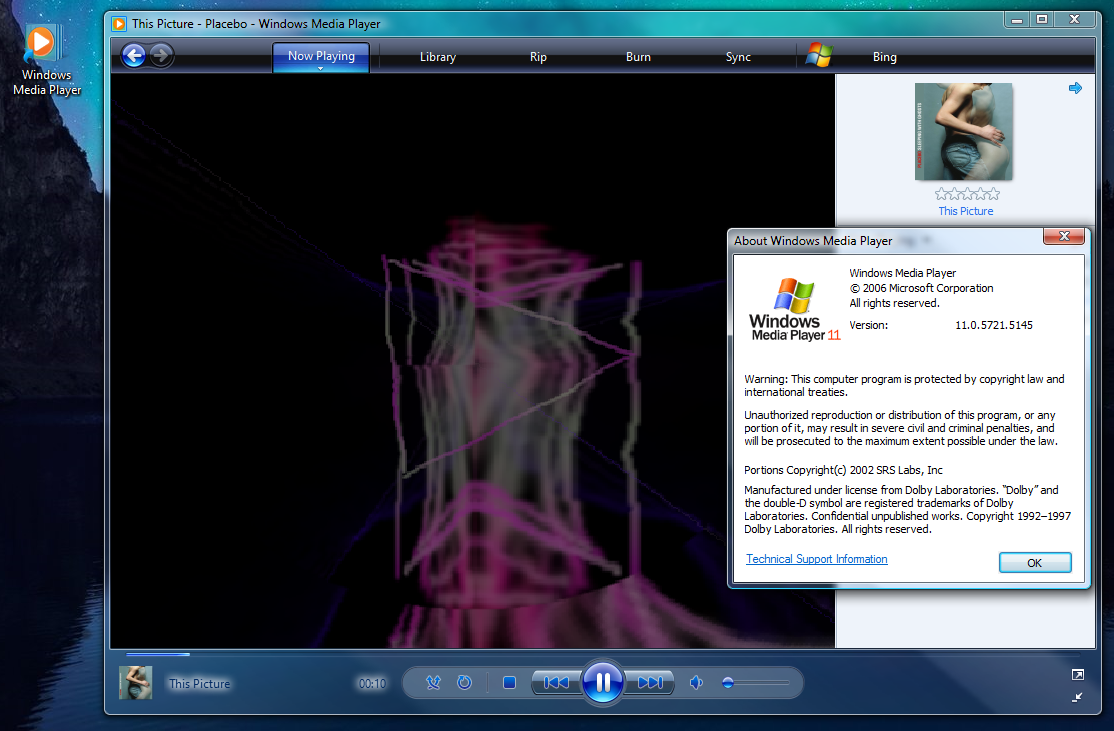 This Picture - Placebo - Windows Media Player
Windows
Media Player
Now Playing
Library
Rip
Burn
Sync
Bing
This Picture
About Windows Media Player
Windows Media Player
© 2006 Microsoft Corporation
All rights reserved.
Version: 11.0.5721.5145
Windows
Media Player 11
Warning: This computer program is protected by copyright law and
international treaties.
Unauthorized reproduction or distribution of this program, or any
portion of it, may result in severe civil and criminal penalties, and
will be prosecuted to the maximum extent possible under the law.
Portions Copyright(c) 2002 SRS Labs, Inc
Manufactured under license from Dolby Laboratories. “Dolby” and
the double-D symbol are registered trademarks of Dolby
Laboratories. Confidential unpublished works. Copyright 1992–1997
Dolby Laboratories. All rights reserved.
Technical Support Information
OK
This Picture
00:10